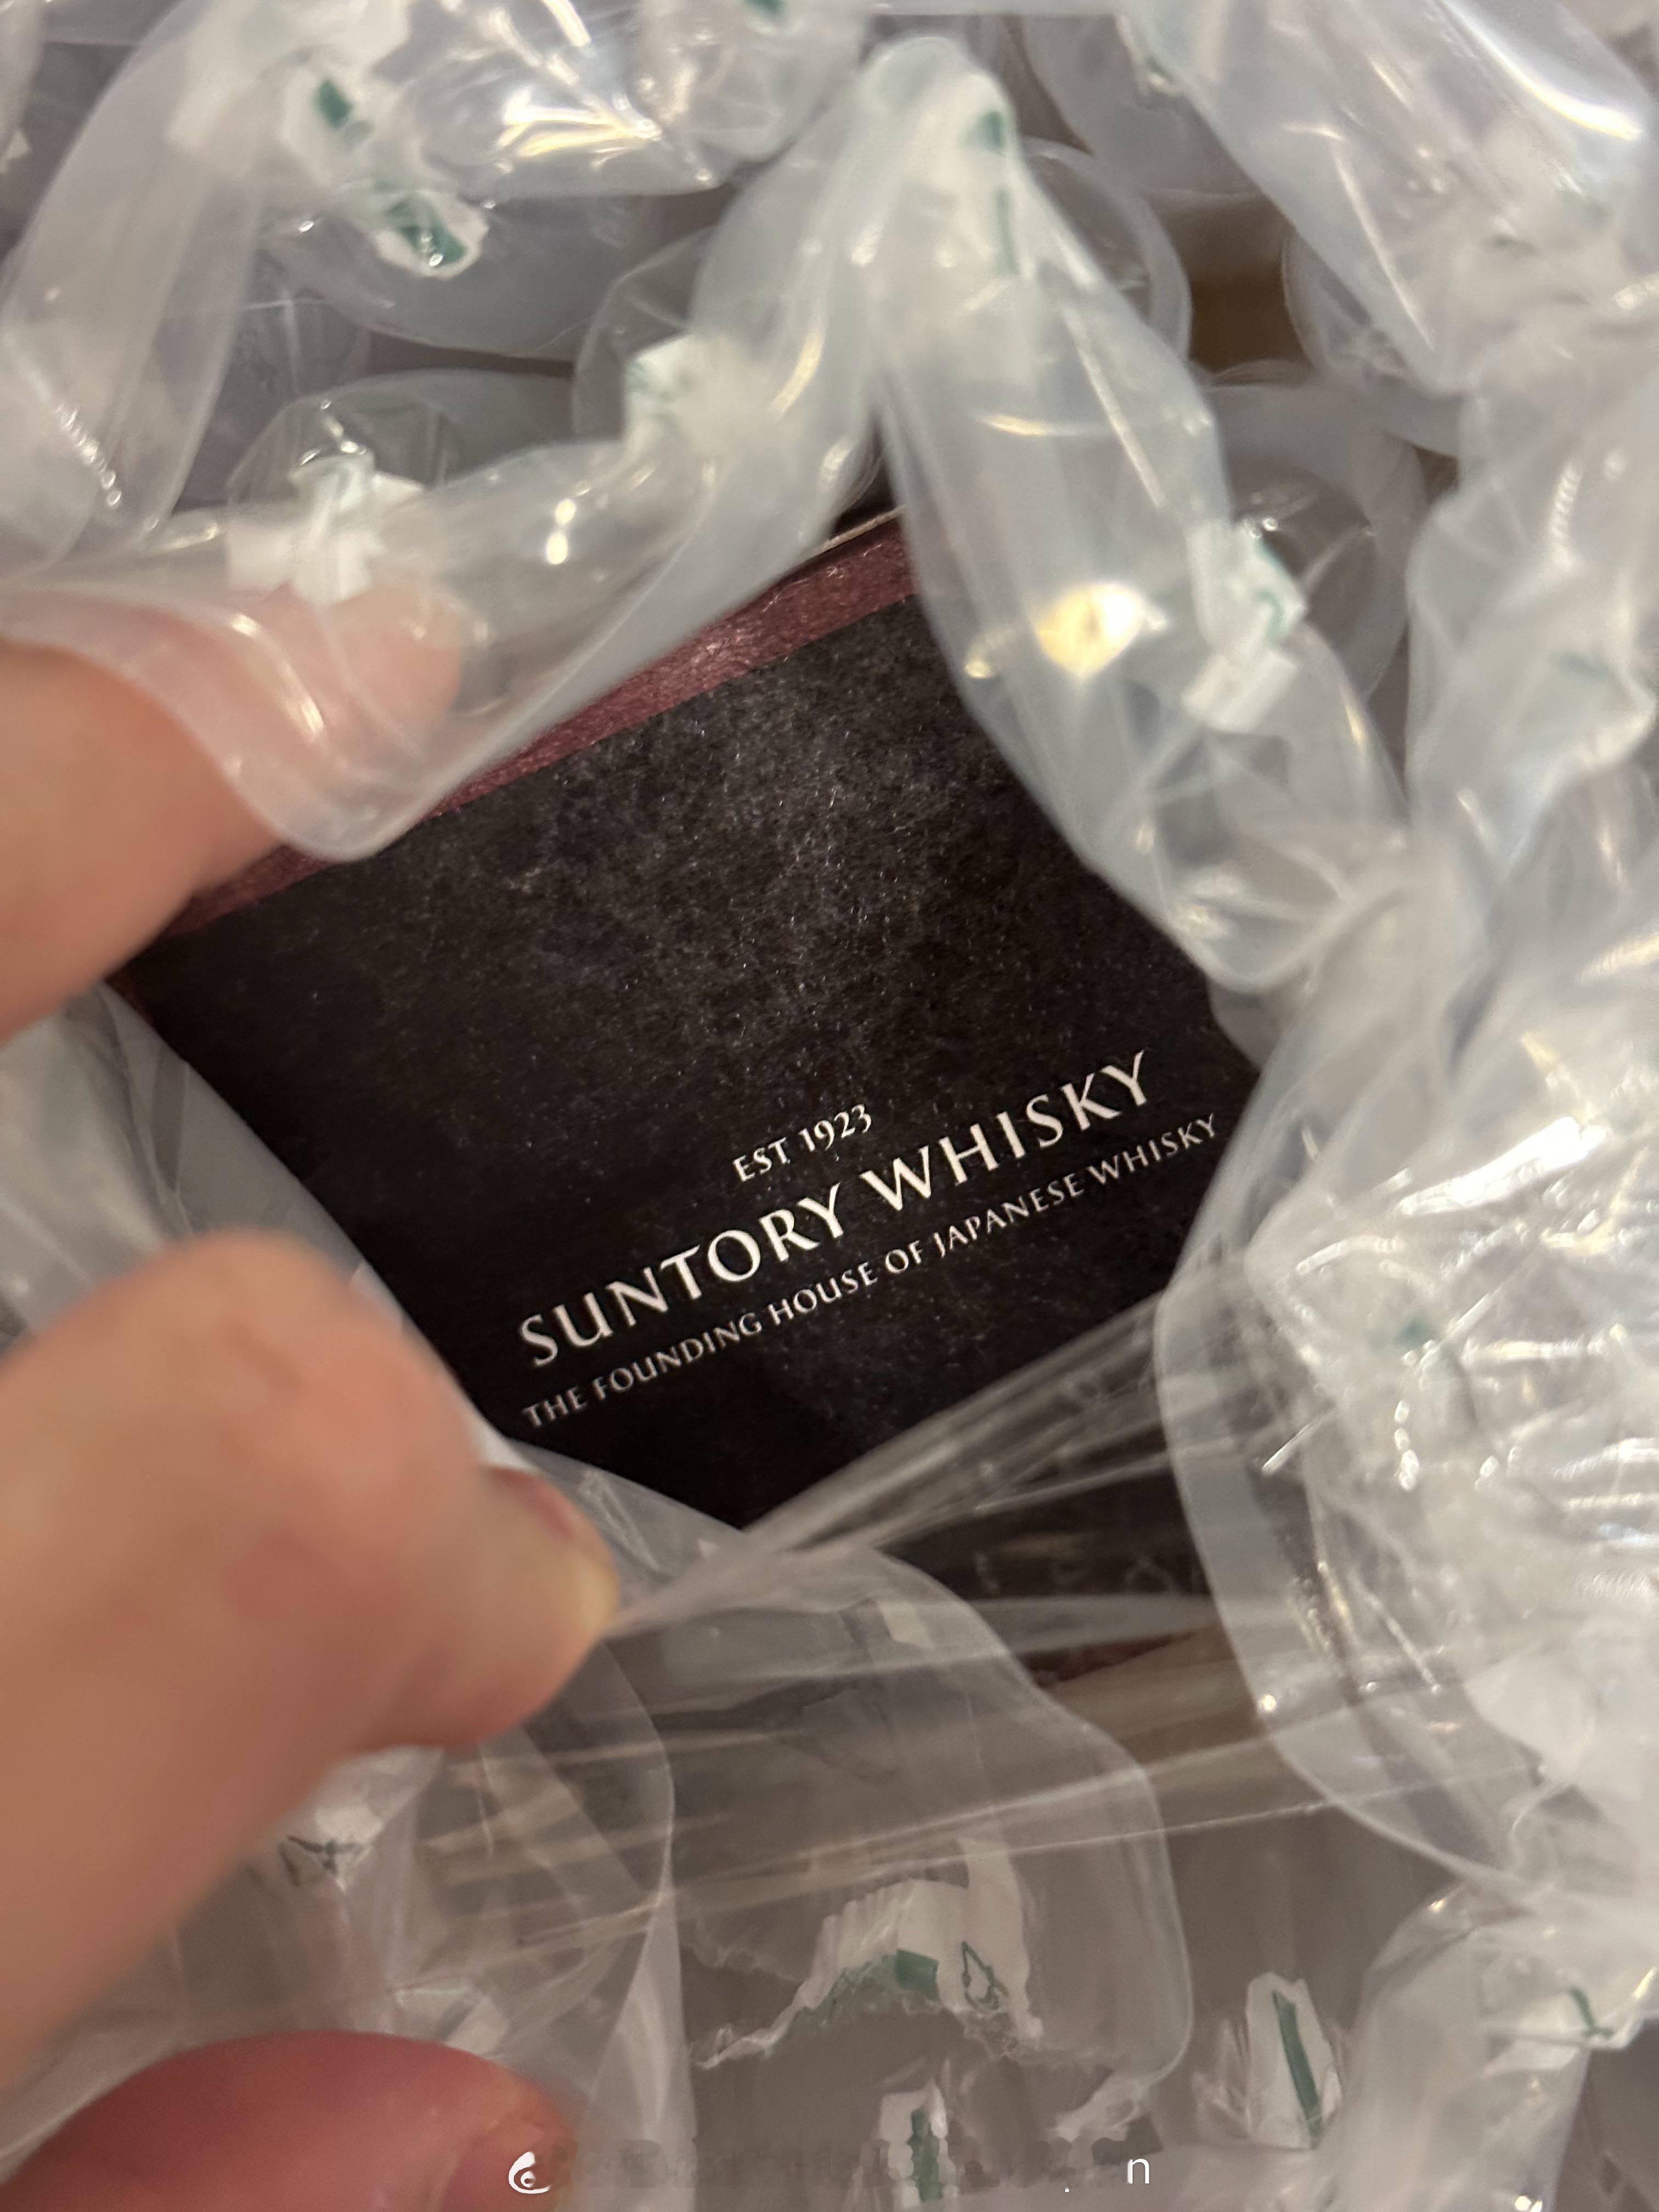 EST 1923
SUNTORY WHISKY
THE FOUNDING HOUSE OF JAPANESE WHISKY